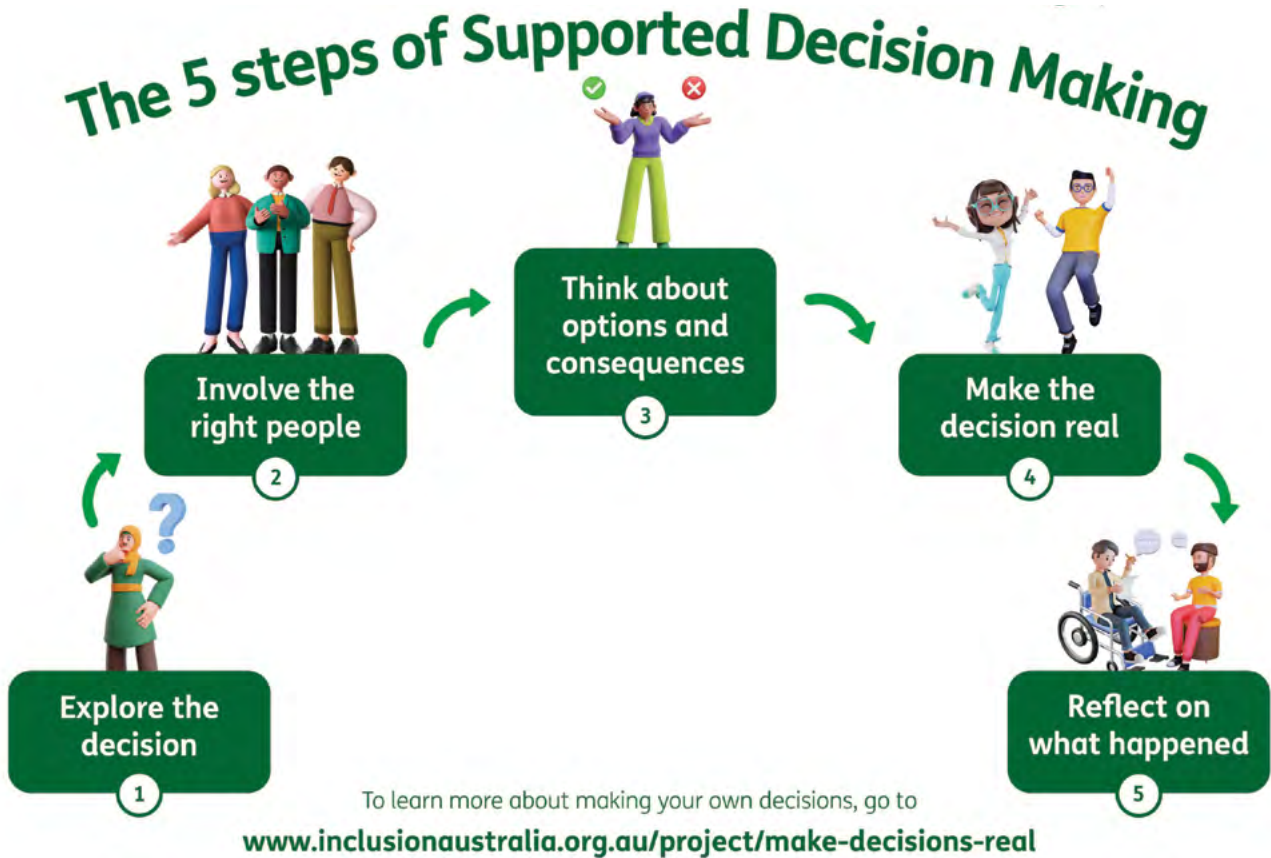 The 5 steps of Supported Decision Making
Explore the
decision
1
Involve the
right people
2
Think about
options and
consequences
3
Make the
decision real
4
Reflect on
what happened
5
To learn more about making your own decisions, go to
www.inclusionaustralia.org.au/project/make-decisions-real